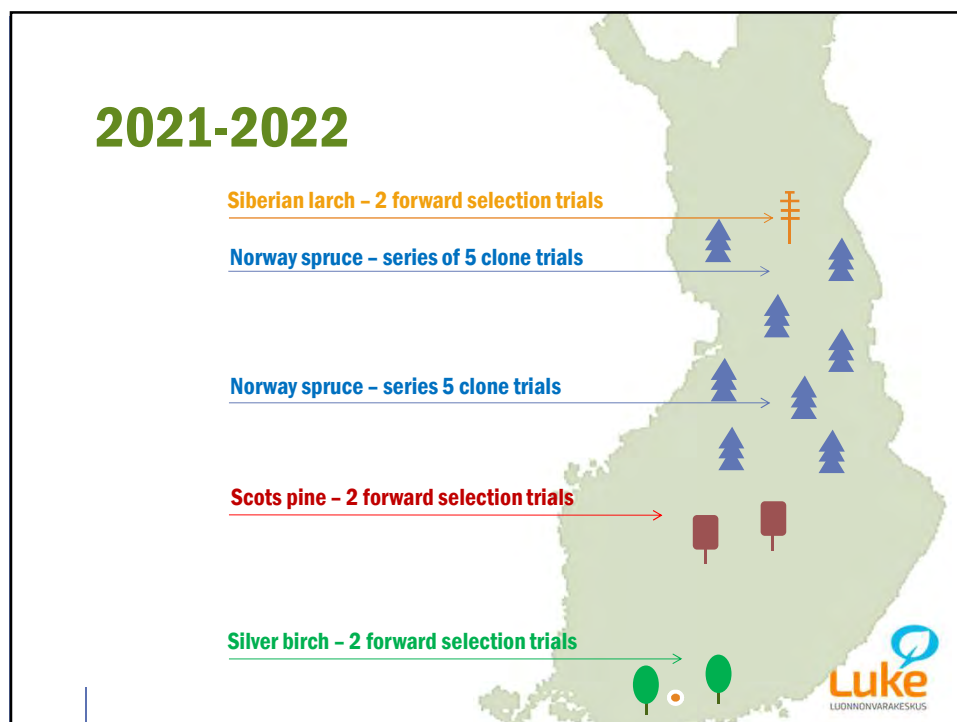 2021-2022
Siberian larch – 2 forward selection trials
Norway spruce – series of 5 clone trials
Norway spruce – series 5 clone trials
Scots pine – 2 forward selection trials
Silver birch – 2 forward selection trials
Luke
LUONNONVARAKESKUS